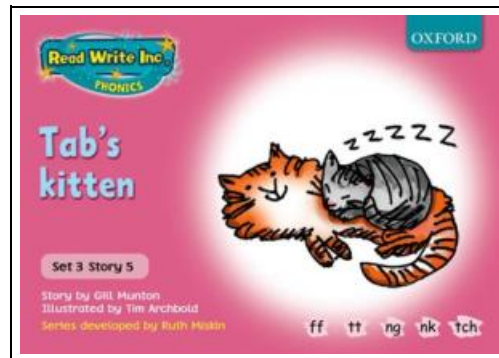 OXFORD
Read Write Inc.
PHONICS
Tab's
kitten
zzzzz
Set 3 Story 5
Story by Gill Munton
Illustrated by Tim Archbold
Series developed by Ruth Miskin
ff tt ng nk tch